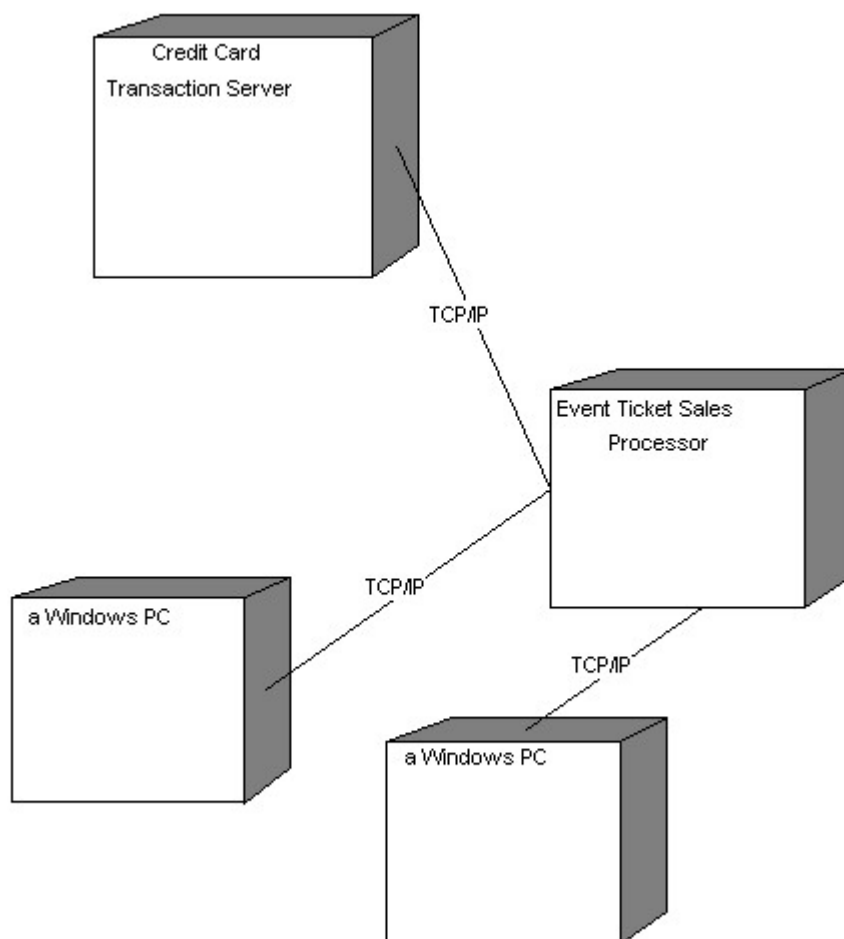 Credit Card
Transaction Server
TCP/IP
Event Ticket Sales
Processor
TCP/IP
a Windows PC
TCP/IP
a Windows PC